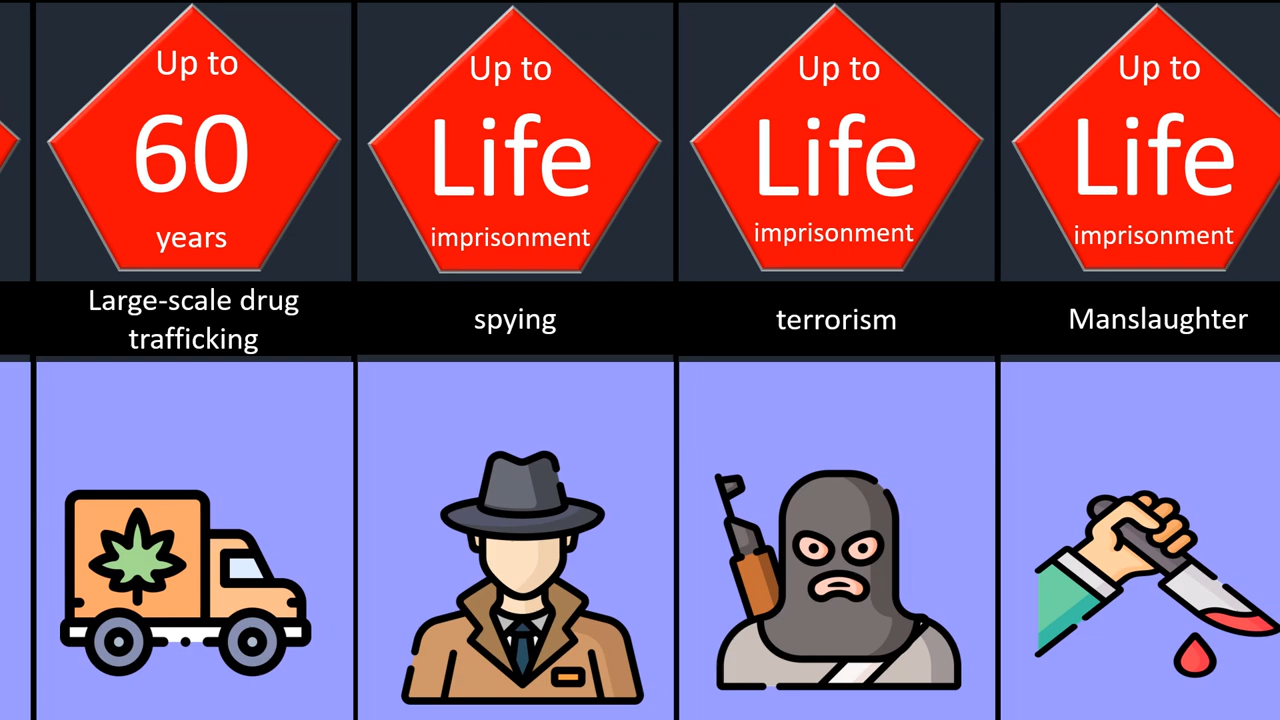 Up to
60
years
Large-scale drug
trafficking
Up to
Life
imprisonment
spying
Up to
Life
imprisonment
terrorism
Up to
Life
imprisonment
Manslaughter